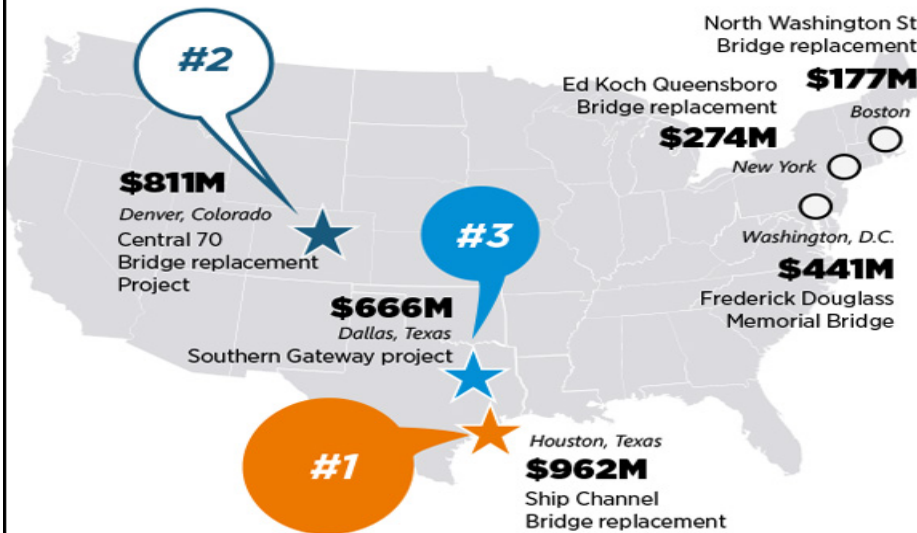 North Washington St
Bridge replacement
$177M
Boston
Ed Koch Queensboro
Bridge replacement
$274M
New York
#2
$811M
Denver, Colorado
Central 70
Bridge replacement
Project
#3
Washington, D.C.
$441M
Frederick Douglass
Memorial Bridge
$666M
Dallas, Texas
Southern Gateway project
#1
Houston, Texas
$962M
Ship Channel
Bridge replacement